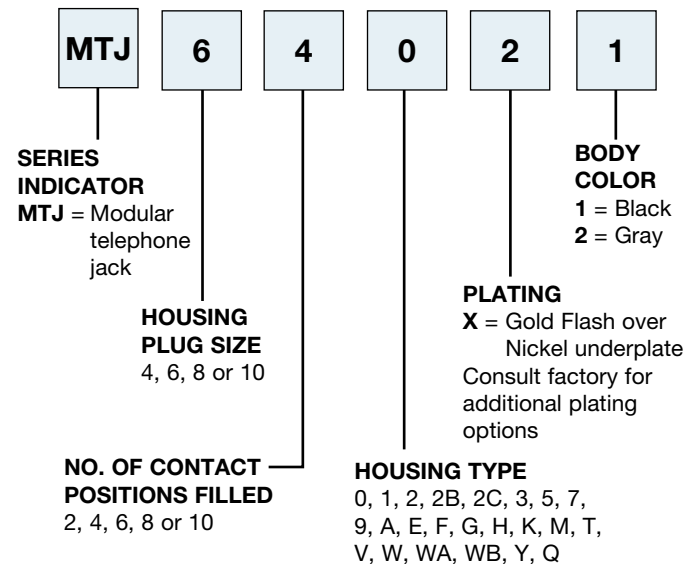 MTJ 6 4 0 2 1
SERIES
INDICATOR
MTJ = Modular
telephone
jack
HOUSING
PLUG SIZE
4, 6, 8 or 10
NO. OF CONTACT
POSITIONS FILLED
2, 4, 6, 8 or 10
HOUSING TYPE
0, 1, 2, 2B, 2C, 3, 5, 7,
9, A, E, F, G, H, K, M, T,
V, W, WA, WB, Y, Q
PLATING
X = Gold Flash over
Nickel underplate
Consult factory for
additional plating
options
BODY
COLOR
1 = Black
2 = Gray